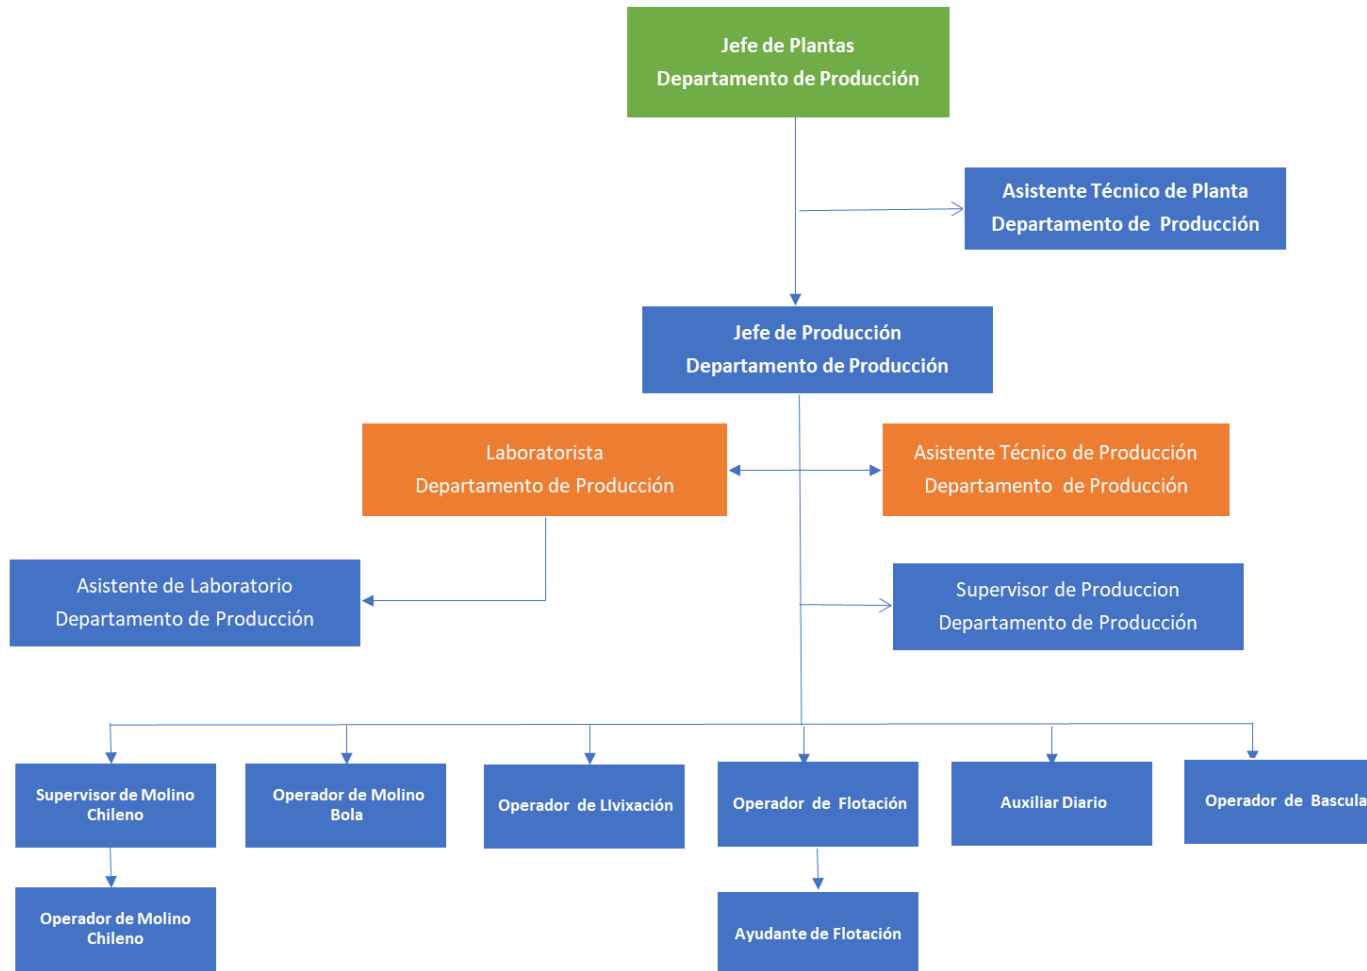 Jefe de Plantas
Departamento de Producción
Asistente Técnico de Planta
Departamento de Producción
Jefe de Producción
Departamento de Producción
Laboratorista
Departamento de Producción
Asistente Técnico de Producción
Departamento de Producción
Asistente de Laboratorio
Departamento de Producción
Supervisor de Produccion
Departamento de Producción
Supervisor de Molino
Chileno
Operador de Molino
Bola
Operador de LIvixación
Operador de Flotación
Auxiliar Diario
Operador de Bascula
Operador de Molino
Chileno
Ayudante de Flotación